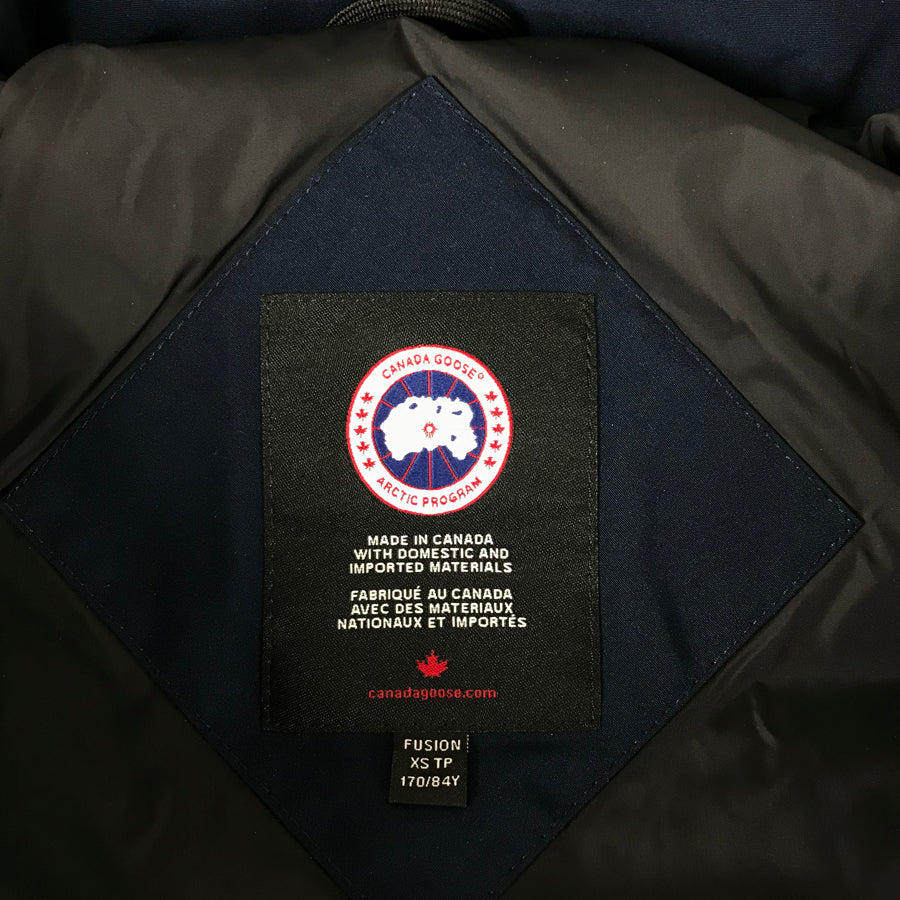 CANADA GOOSE®
ARCTIC PROGRAM
MADE IN CANADA
WITH DOMESTIC AND
IMPORTED MATERIALS
FABRIQUÉ AU CANADA
AVEC DES MATERIAUX
NATIONAUX ET IMPORTÉS
canadagoose.com
FUSION
XS TP
170/84Y